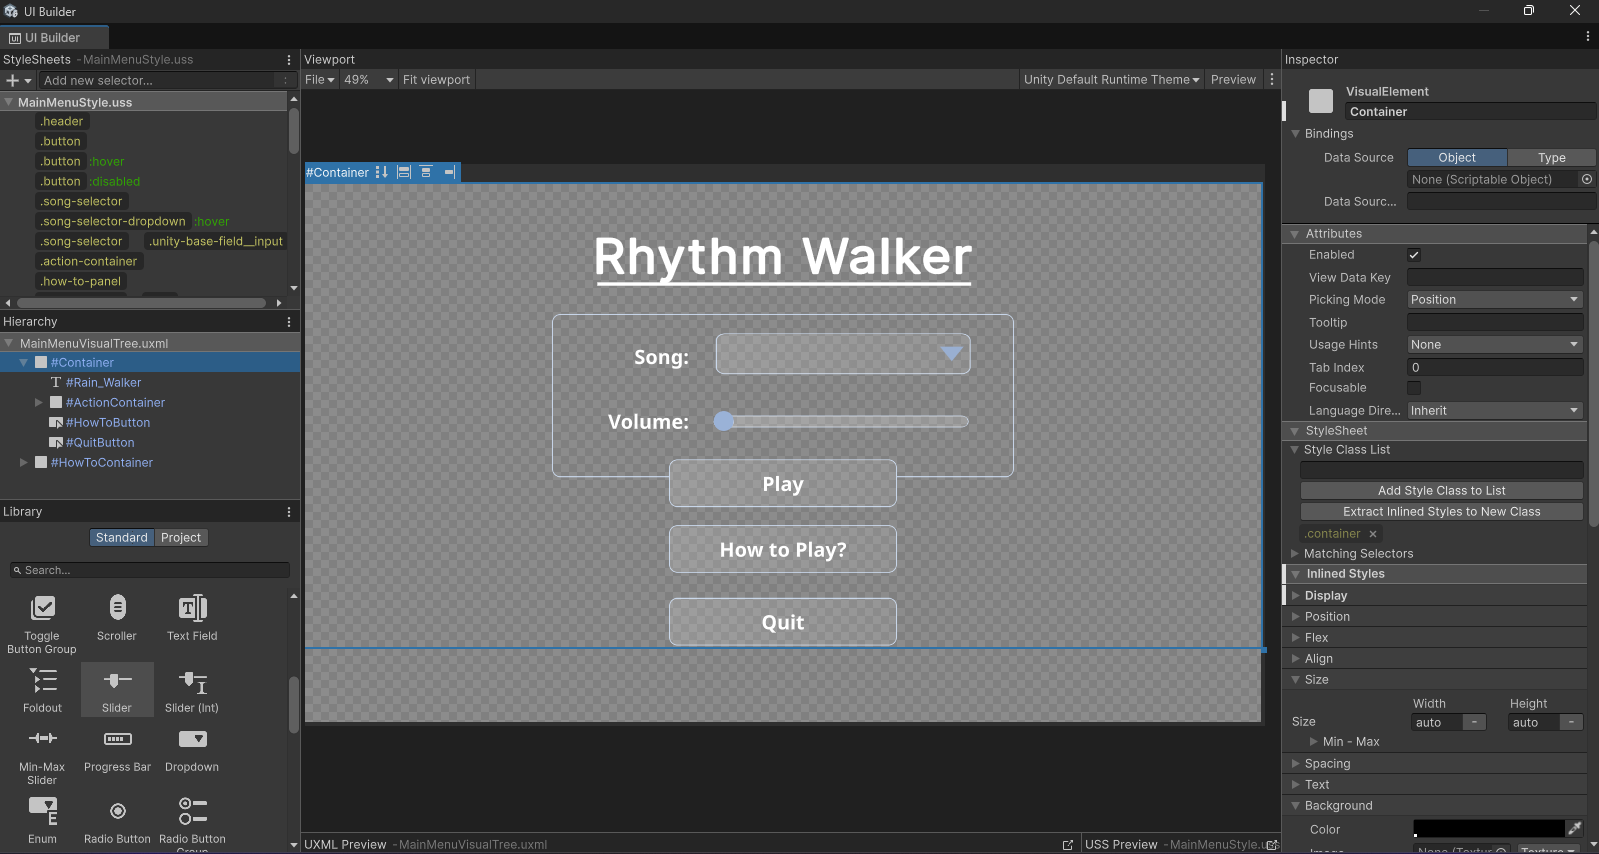 UI Builder
UI Builder
StyleSheets - MainMenuStyle.uss
Add new selector...
MainMenuStyle.uss
.header
.button
.button :hover
.button :disabled
.song-selector
.song-selector-dropdown :hover
.song-selector .unity-base-field__input
.action-container
.how-to-panel
Hierarchy
MainMenuVisualTree.uxml
#Container
#Rain_Walker
#ActionContainer
#HowToButton
#QuitButton
#HowToContainer
Library
Standard Project
Search...
Toggle Button Group
Scroller
Text Field
Foldout
Slider
Slider (Int)
Min-Max Slider
Progress Bar
Dropdown
Enum
Radio Button
Radio Button Group
Viewport
File 49% Fit viewport
Unity Default Runtime Theme Preview
#Container
Rhythm Walker
Song:
Volume:
Play
How to Play?
Quit
UXML Preview - MainMenuVisualTree.uxml
USS Preview - MainMenuStyle.u
Inspector
VisualElement
Container
Bindings
Data Source Object Type
None (Scriptable Object)
Data Sourc...
Attributes
Enabled
View Data Key
Picking Mode Position
Tooltip
Usage Hints None
Tab Index 0
Focusable
Language Dire... Inherit
StyleSheet
Style Class List
Add Style Class to List
Extract Inlined Styles to New Class
.container ×
Matching Selectors
Inlined Styles
Display
Position
Flex
Align
Size
Width Height
Size auto - auto -
Min - Max
Spacing
Text
Background
Color